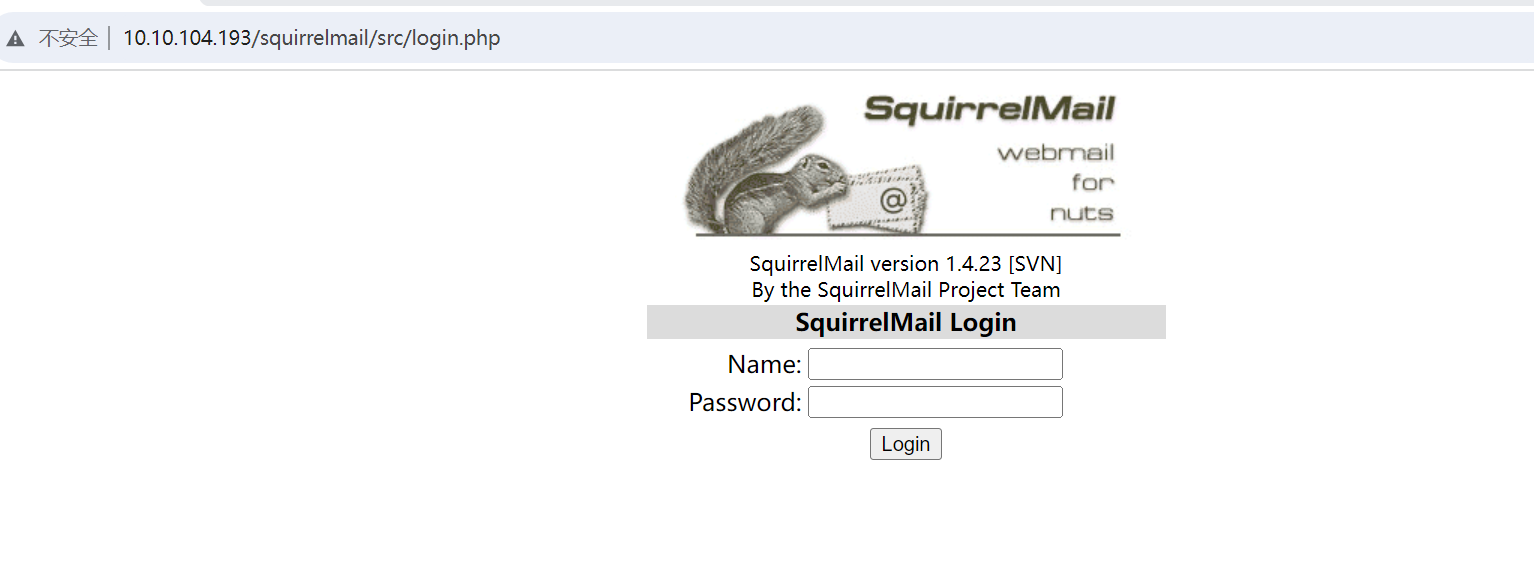 不安全 10.10.104.193/squirrelmail/src/login.php
SquirrelMail
webmail
for
nuts
@
SquirrelMail version 1.4.23 [SVN]
By the SquirrelMail Project Team
SquirrelMail Login
Name:
Password:
Login